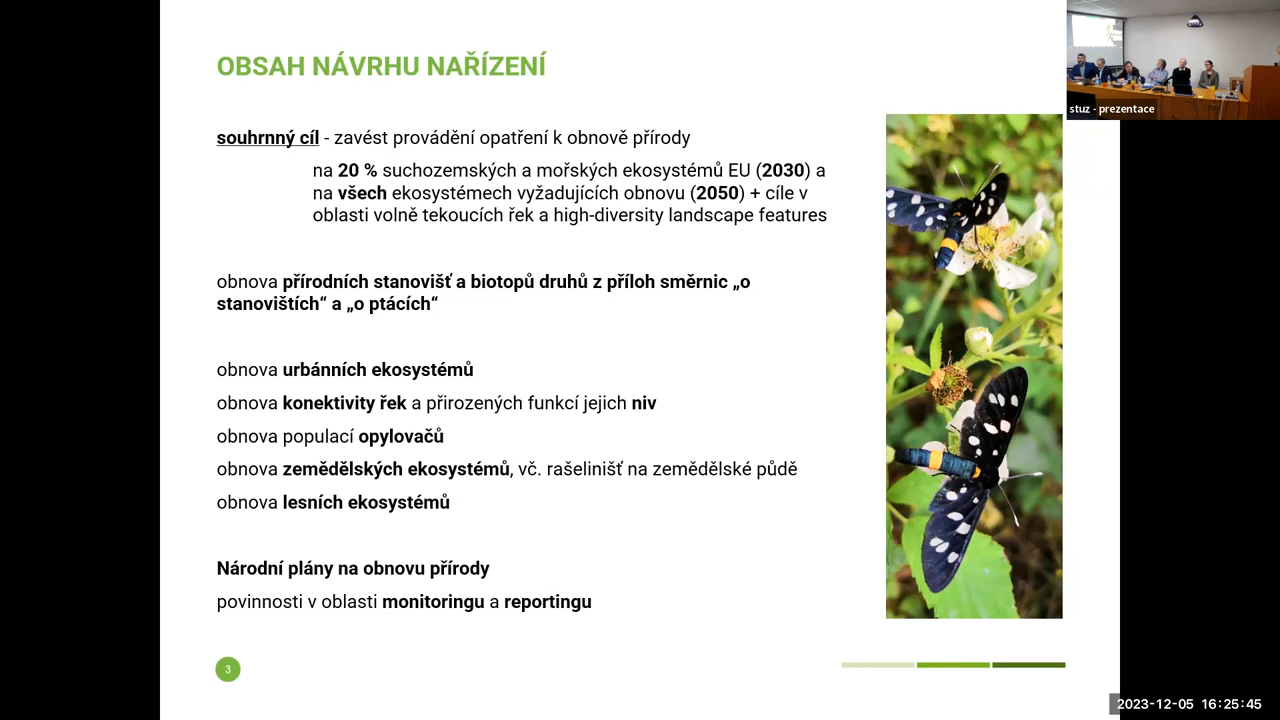 OBSAH NÁVRHU NAŘÍZENÍ
souhrnný cíl - zavést provádění opatření k obnově přírody
na 20 % suchozemských a mořských ekosystémů EU (2030) a
na všech ekosystémech vyžadujících obnovu (2050) + cíle v
oblasti volně tekoucích řek a high-diversity landscape features
obnova přírodních stanovišť a biotopů druhů z příloh směrnic „o
stanovištích“ a „o ptácích“
obnova urbánních ekosystémů
obnova konektivity řek a přirozených funkcí jejich niv
obnova populací opylovačů
obnova zemědělských ekosystémů, vč. rašelinišť na zemědělské půdě
obnova lesních ekosystémů
Národní plány na obnovu přírody
povinnosti v oblasti monitoringu a reportingu
3
stuz - prezentace
2023-12-05 16:25:45